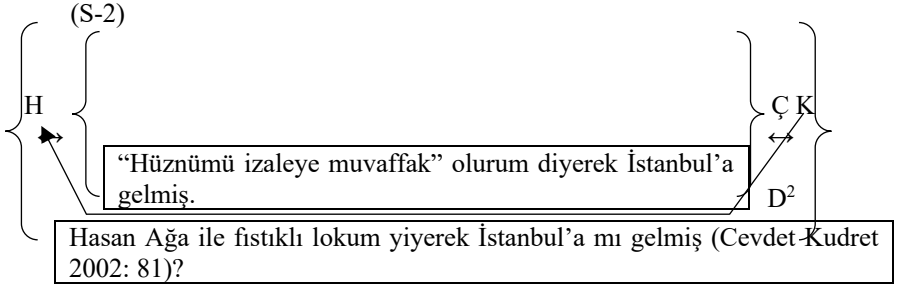 (S-2)
H Ç K
“Hüznümü izaleye muvaffak” olurum diyerek İstanbul’a
gelmiş.
D²
Hasan Ağa ile fıstıklı lokum yiyerek İstanbul’a mı gelmiş (Cevdet Kudret
2002: 81)?